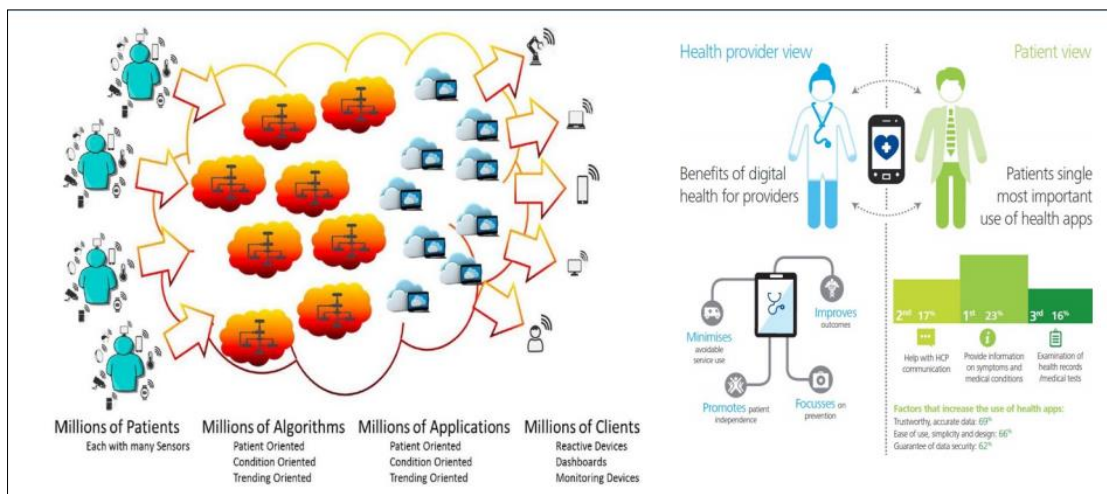 Millions of Patients
Each with many Sensors
Millions of Algorithms
Patient Oriented
Condition Oriented
Trending Oriented
Millions of Applications
Patient Oriented
Condition Oriented
Trending Oriented
Millions of Clients
Reactive Devices
Dashboards
Monitoring Devices
Health provider view
Patient view
Benefits of digital
health for providers
Patients single
most important
use of health apps
Improves
outcomes
Minimises
avoidable
service use
Promotes patient
independence
Focusses on
prevention
2nd 17%
1st 23%
3rd 16%
Help with HCP
communication
Provide information
on symptoms and
medical conditions
Examination of
health records
/medical tests
Factors that increase the use of health apps:
Trustworthy, accurate data: 69%
Ease of use, simplicity and design: 66%
Guarantee of data security: 62%